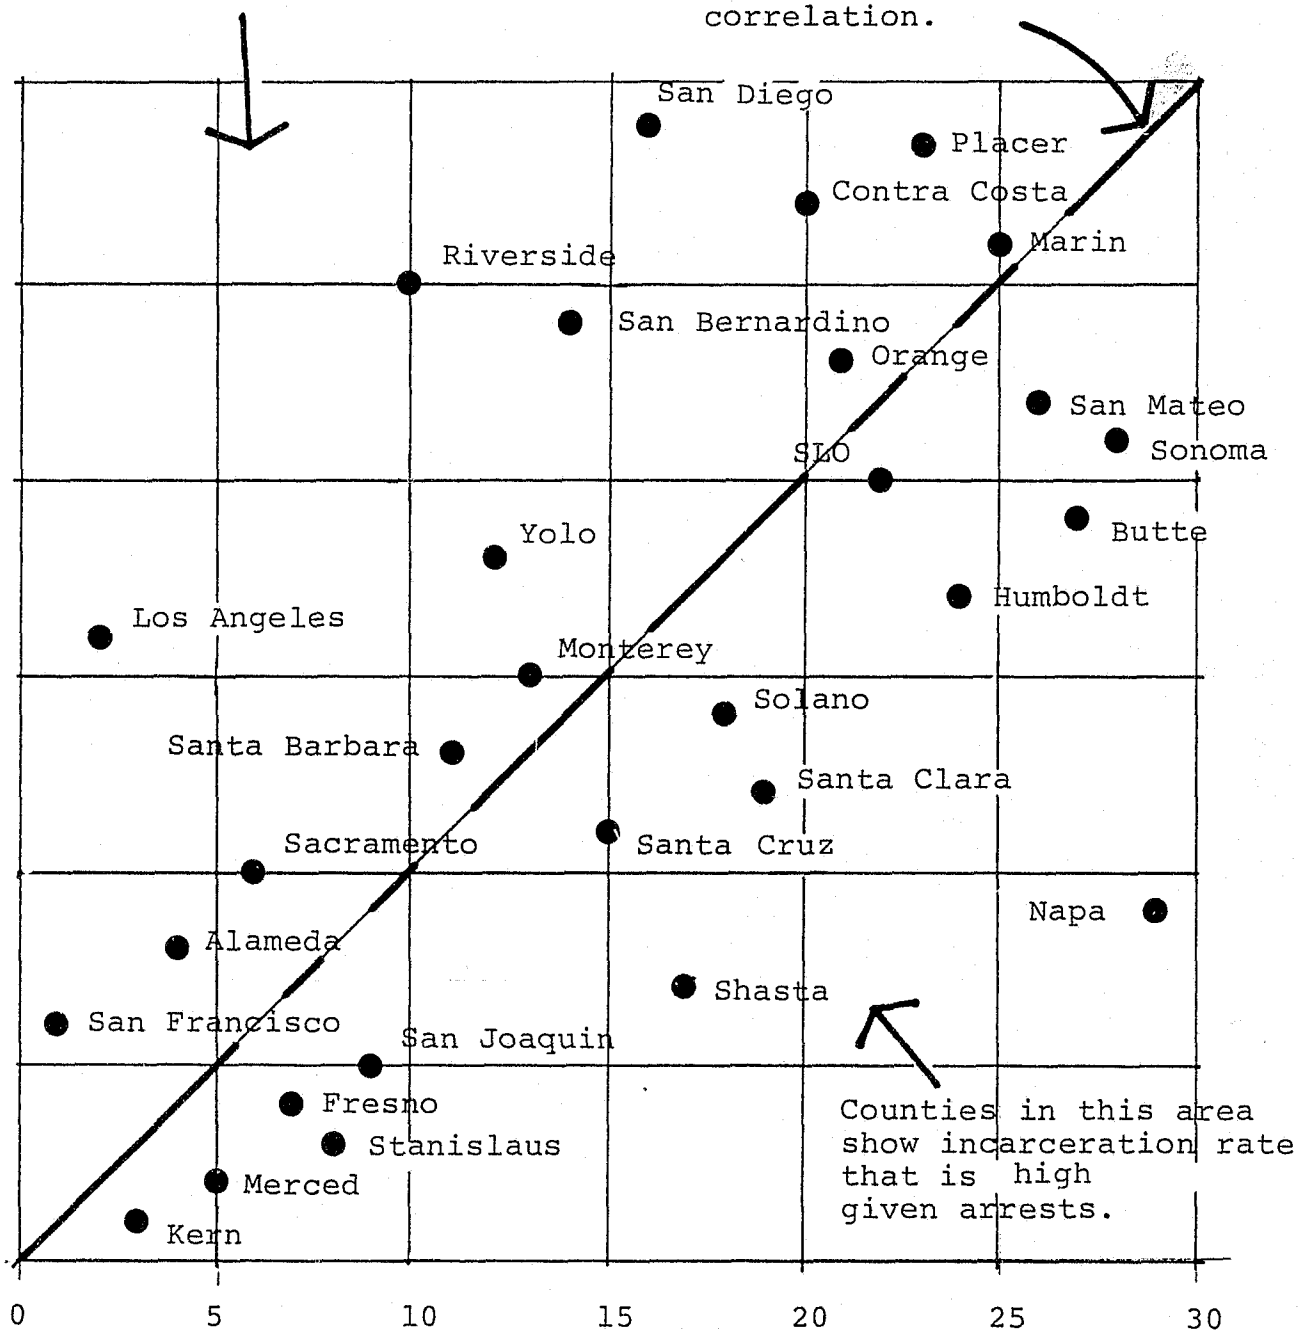 correlation.
San Diego
Placer
Contra Costa
Marin
Riverside
San Bernardino
Orange
San Mateo
SLO
Sonoma
Yolo
Butte
Humboldt
Los Angeles
Monterey
Solano
Santa Barbara
Santa Clara
Sacramento
Santa Cruz
Napa
Alameda
Shasta
San Francisco
San Joaquin
Fresno
Counties in this area
show incarceration rate
that is high
given arrests.
Stanislaus
Merced
Kern
0 5 10 15 20 25 30